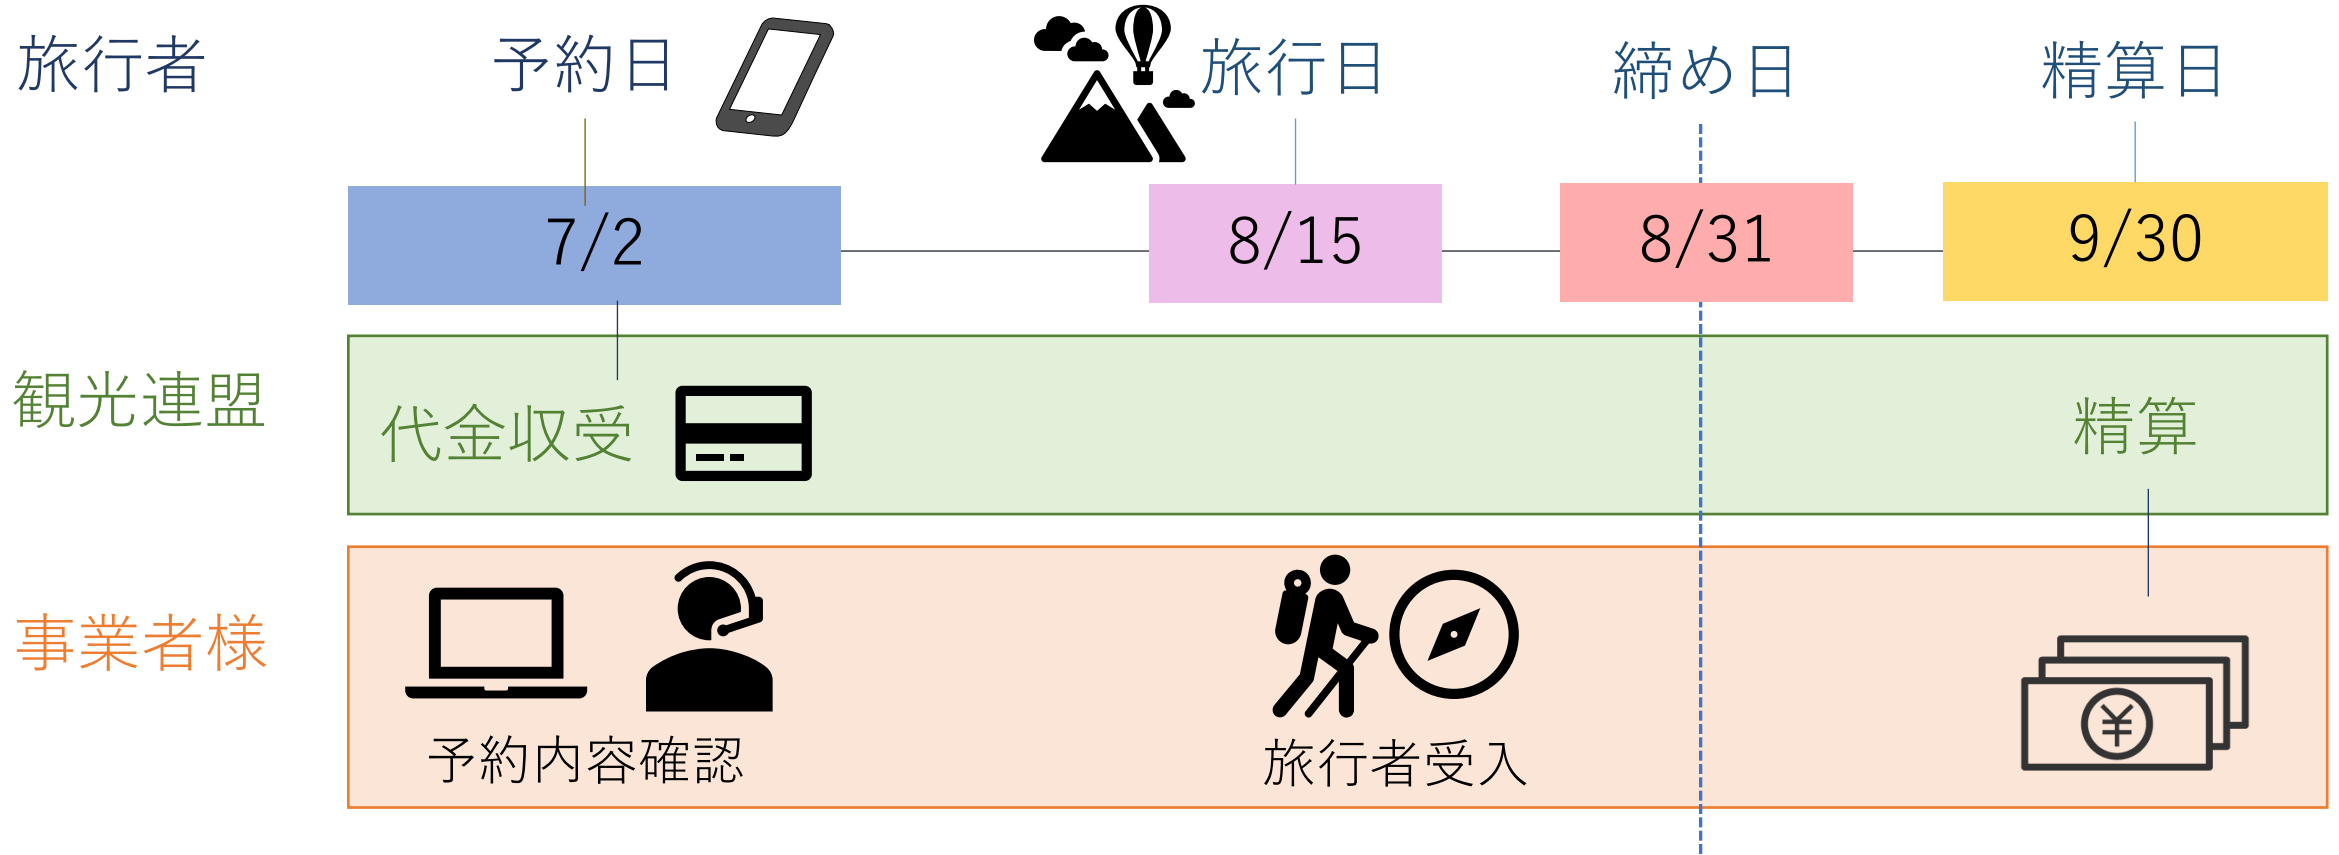 旅行者
予約日
旅行日
締め日
精算日
7/2
8/15
8/31
9/30
観光連盟
代金収受
精算
事業者様
予約内容確認
旅行者受入
¥